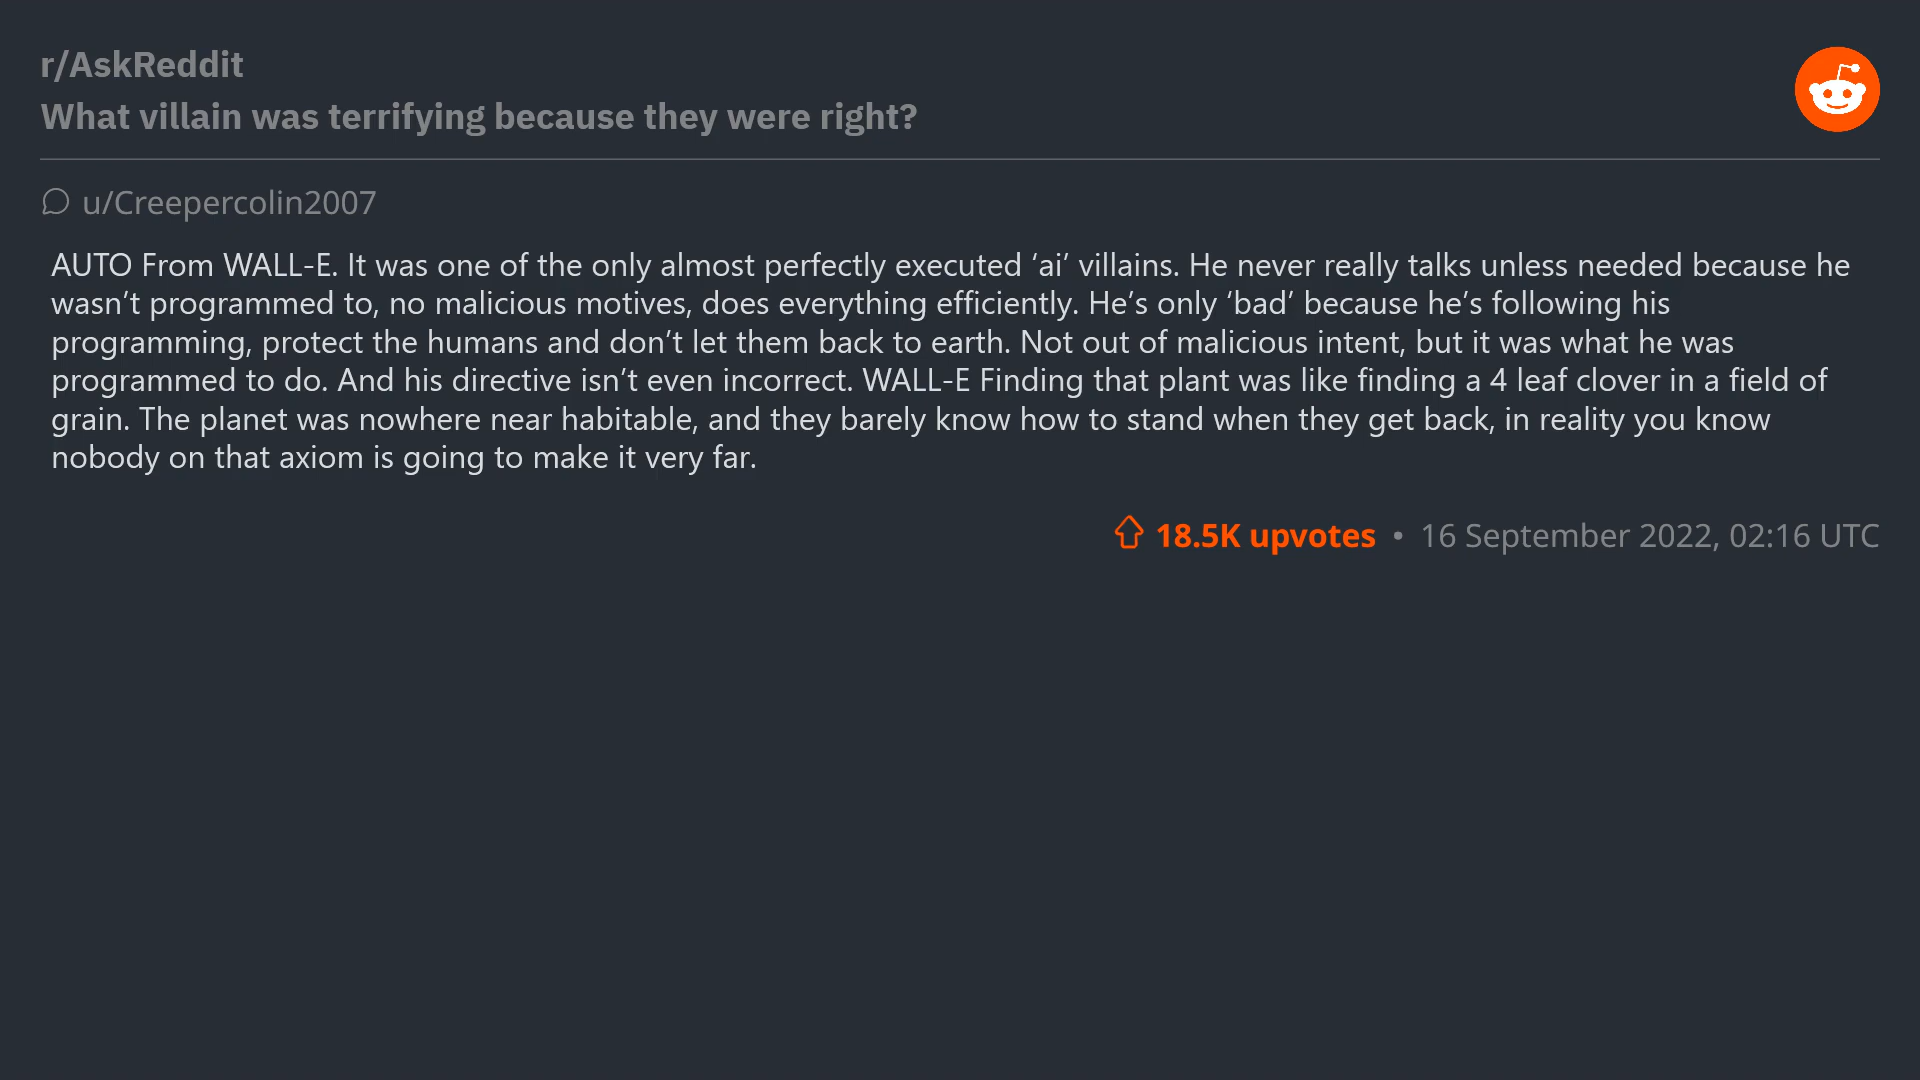 r/AskReddit
What villain was terrifying because they were right?
u/Creepercolin2007
AUTO From WALL-E. It was one of the only almost perfectly executed ‘ai’ villains. He never really talks unless needed because he
wasn’t programmed to, no malicious motives, does everything efficiently. He’s only ‘bad’ because he’s following his
programming, protect the humans and don’t let them back to earth. Not out of malicious intent, but it was what he was
programmed to do. And his directive isn’t even incorrect. WALL-E Finding that plant was like finding a 4 leaf clover in a field of
grain. The planet was nowhere near habitable, and they barely know how to stand when they get back, in reality you know
nobody on that axiom is going to make it very far.
18.5K upvotes • 16 September 2022, 02:16 UTC